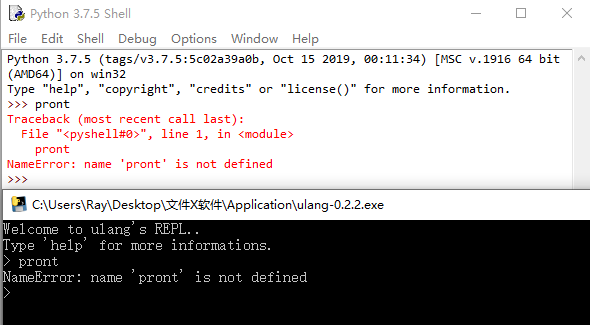 Python 3.7.5 Shell
File Edit Shell Debug Options Window Help
Python 3.7.5 (tags/v3.7.5:5c02a39a0b, Oct 15 2019, 00:11:34) [MSC v.1916 64 bit
(AMD64)] on win32
Type "help", "copyright", "credits" or "license()" for more information.
>>> pront
Traceback (most recent call last):
  File "<pyshell#0>", line 1, in <module>
    pront
NameError: name 'pront' is not defined
>>>
C:\Users\Ray\Desktop\文件X软件\Application\ulang-0.2.2.exe
Welcome to ulang's REPL..
Type 'help' for more informations.
> pront
NameError: name 'pront' is not defined
>